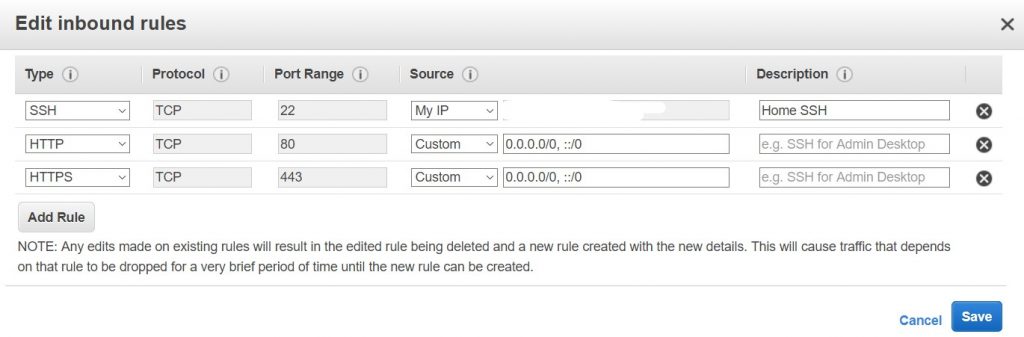 Edit inbound rules
Type Protocol Port Range Source Description
SSH TCP 22 My IP Home SSH
HTTP TCP 80 Custom 0.0.0.0/0, ::/0 e.g. SSH for Admin Desktop
HTTPS TCP 443 Custom 0.0.0.0/0, ::/0 e.g. SSH for Admin Desktop
Add Rule
NOTE: Any edits made on existing rules will result in the edited rule being deleted and a new rule created with the new details. This will cause traffic that depends
on that rule to be dropped for a very brief period of time until the new rule can be created.
Cancel Save